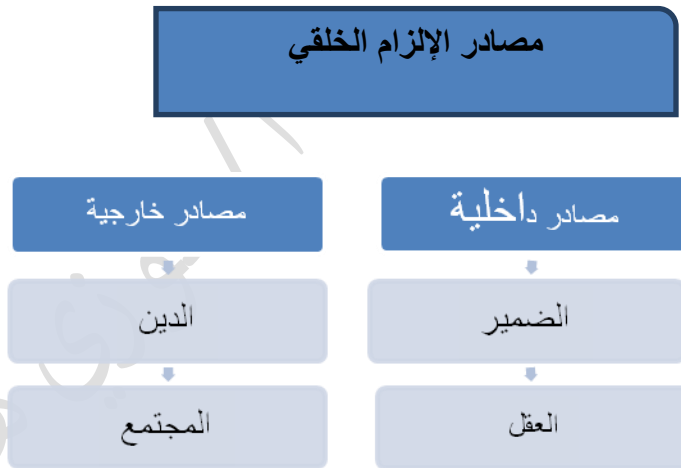 مصادر الإلزام الخلقي
مصادر داخلية
الضمير
العقل
مصادر خارجية
الدين
المجتمع